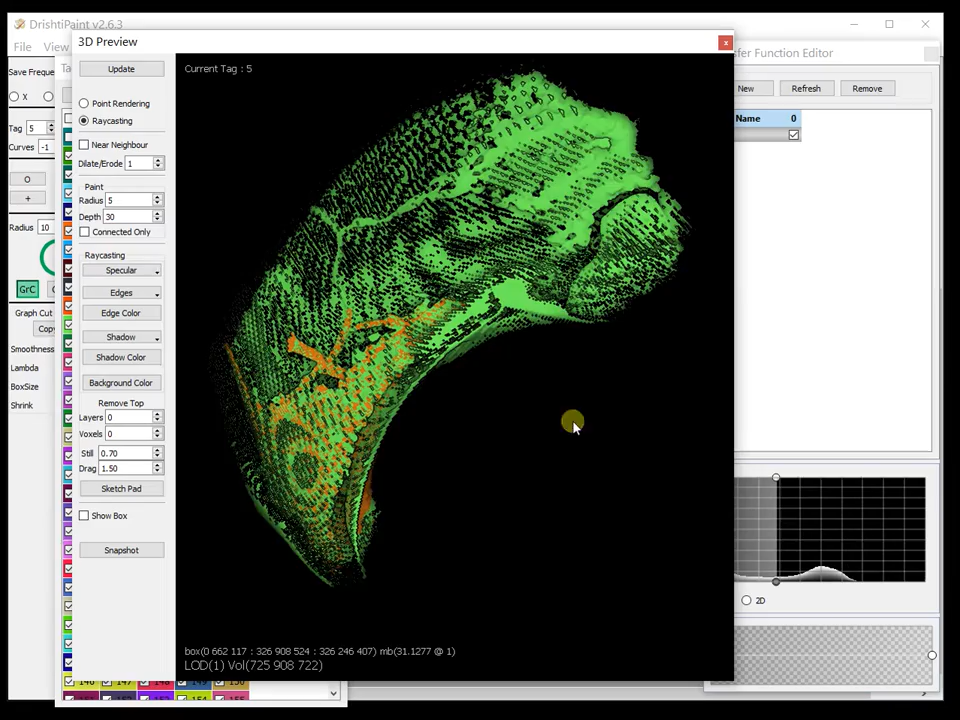 DrishtiPaint v2.6.3
File View
3D Preview
Update
Point Rendering
Raycasting
Near Neighbour
Dilate/Erode 1
Paint
Radius 5
Depth 30
Connected Only
Raycasting
Specular
Edges
Edge Color
Shadow
Shadow Color
Background Color
Remove Top
Layers 0
Voxels 0
Still 0.70
Drag 1.50
Sketch Pad
Show Box
Snapshot
Current Tag : 5
box(0 662 117 : 326 908 524 : 326 246 407) mb(31.1277 @ 1)
LOD(1) Vol(725 908 722)
Save Freque
X
Tag 5
Curves -1
O
+
Radius 10
GrC
Graph Cut
Copy
Smoothness
Lambda
BoxSize
Shrink
sfer Function Editor
New Refresh Remove
Name 0
2D